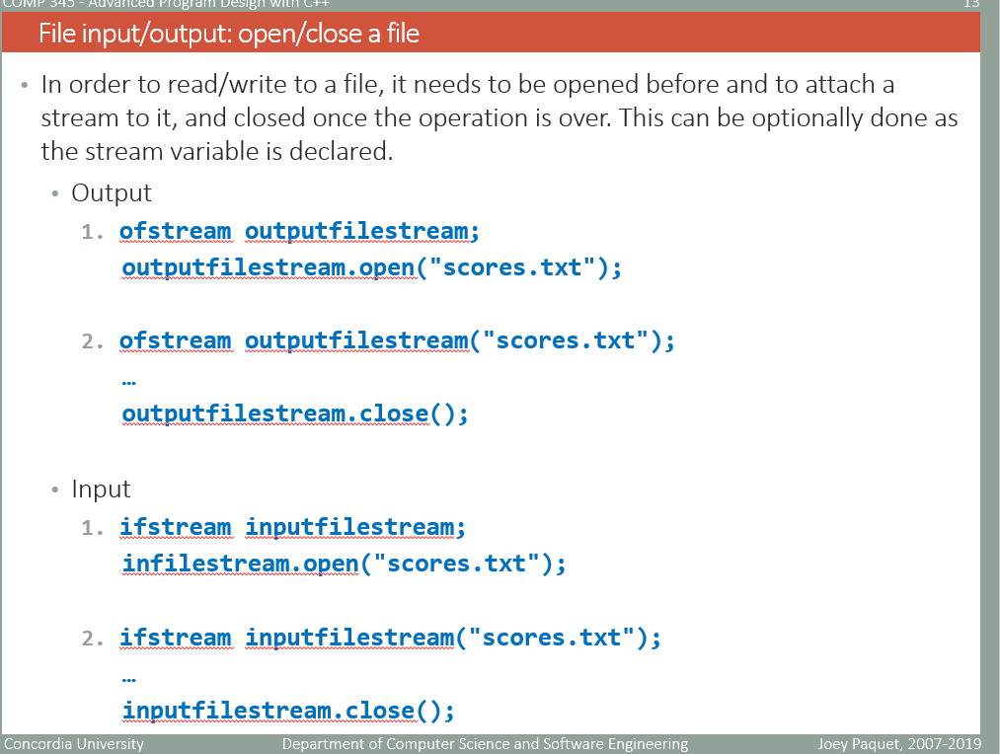 COMP 345 - Advanced Program Design with C++ 13
File input/output: open/close a file
• In order to read/write to a file, it needs to be opened before and to attach a
stream to it, and closed once the operation is over. This can be optionally done as
the stream variable is declared.
• Output
1. ofstream outputfilestream;
outputfilestream.open("scores.txt");
2. ofstream outputfilestream("scores.txt");
…
outputfilestream.close();
• Input
1. ifstream inputfilestream;
infilestream.open("scores.txt");
2. ifstream inputfilestream("scores.txt");
…
inputfilestream.close();
Concordia University Department of Computer Science and Software Engineering Joey Paquet, 2007-2019